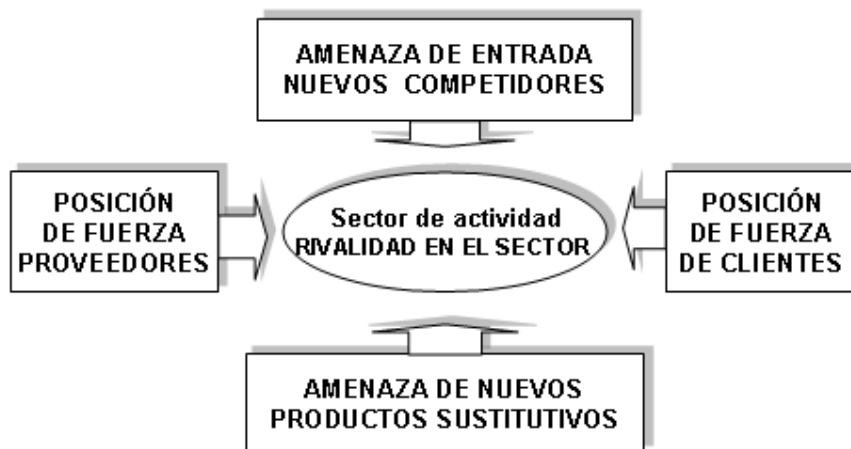 AMENAZA DE ENTRADA
NUEVOS COMPETIDORES
POSICIÓN
DE FUERZA
PROVEEDORES
Sector de actividad
RIVALIDAD EN EL SECTOR
POSICIÓN
DE FUERZA
DE CLIENTES
AMENAZA DE NUEVOS
PRODUCTOS SUSTITUTIVOS